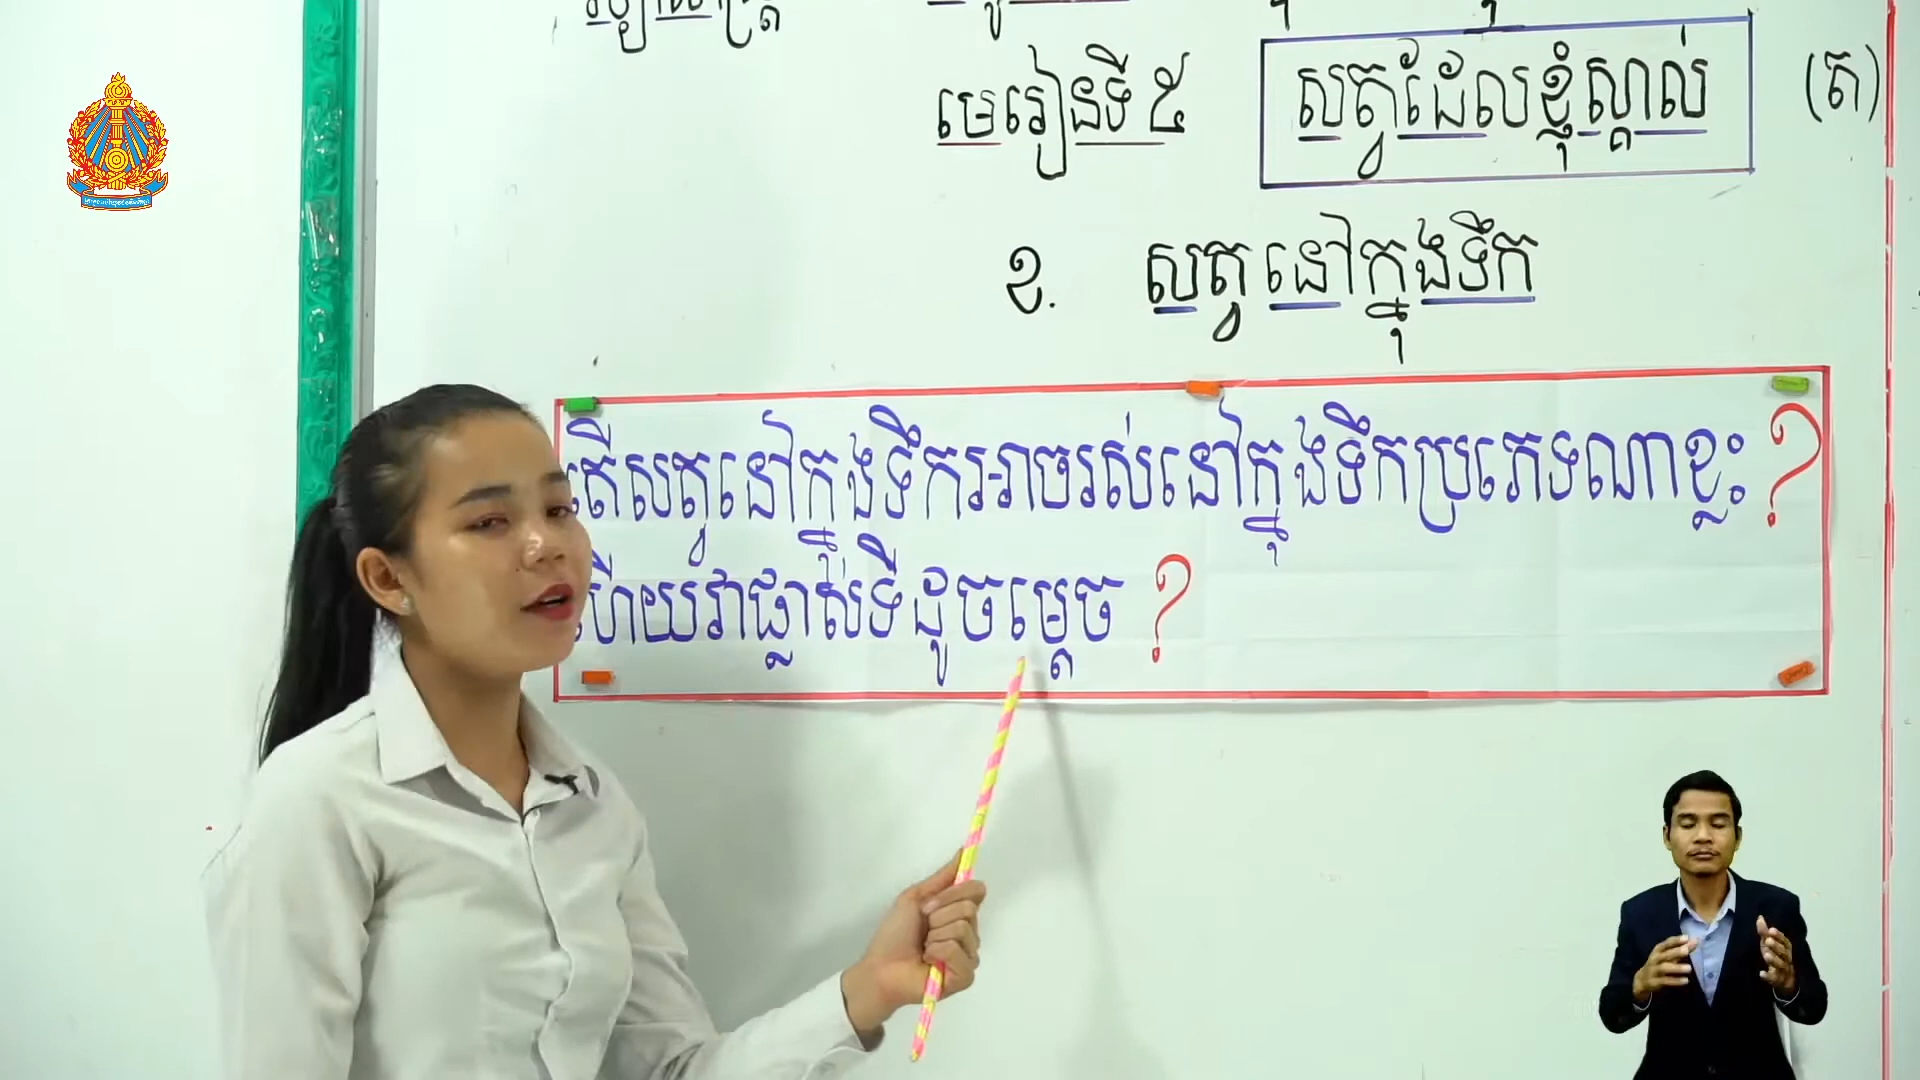 មេរៀនទី ៥ សត្វដែលខ្ញុំស្គាល់ (ត)
ខ. សត្វនៅក្នុងទឹក
តើសត្វនៅក្នុងទឹកអាចរស់នៅក្នុងទឹកប្រភេទណាខ្លះ ?
ហើយវាផ្លាស់ទីដូចម្ដេច ?